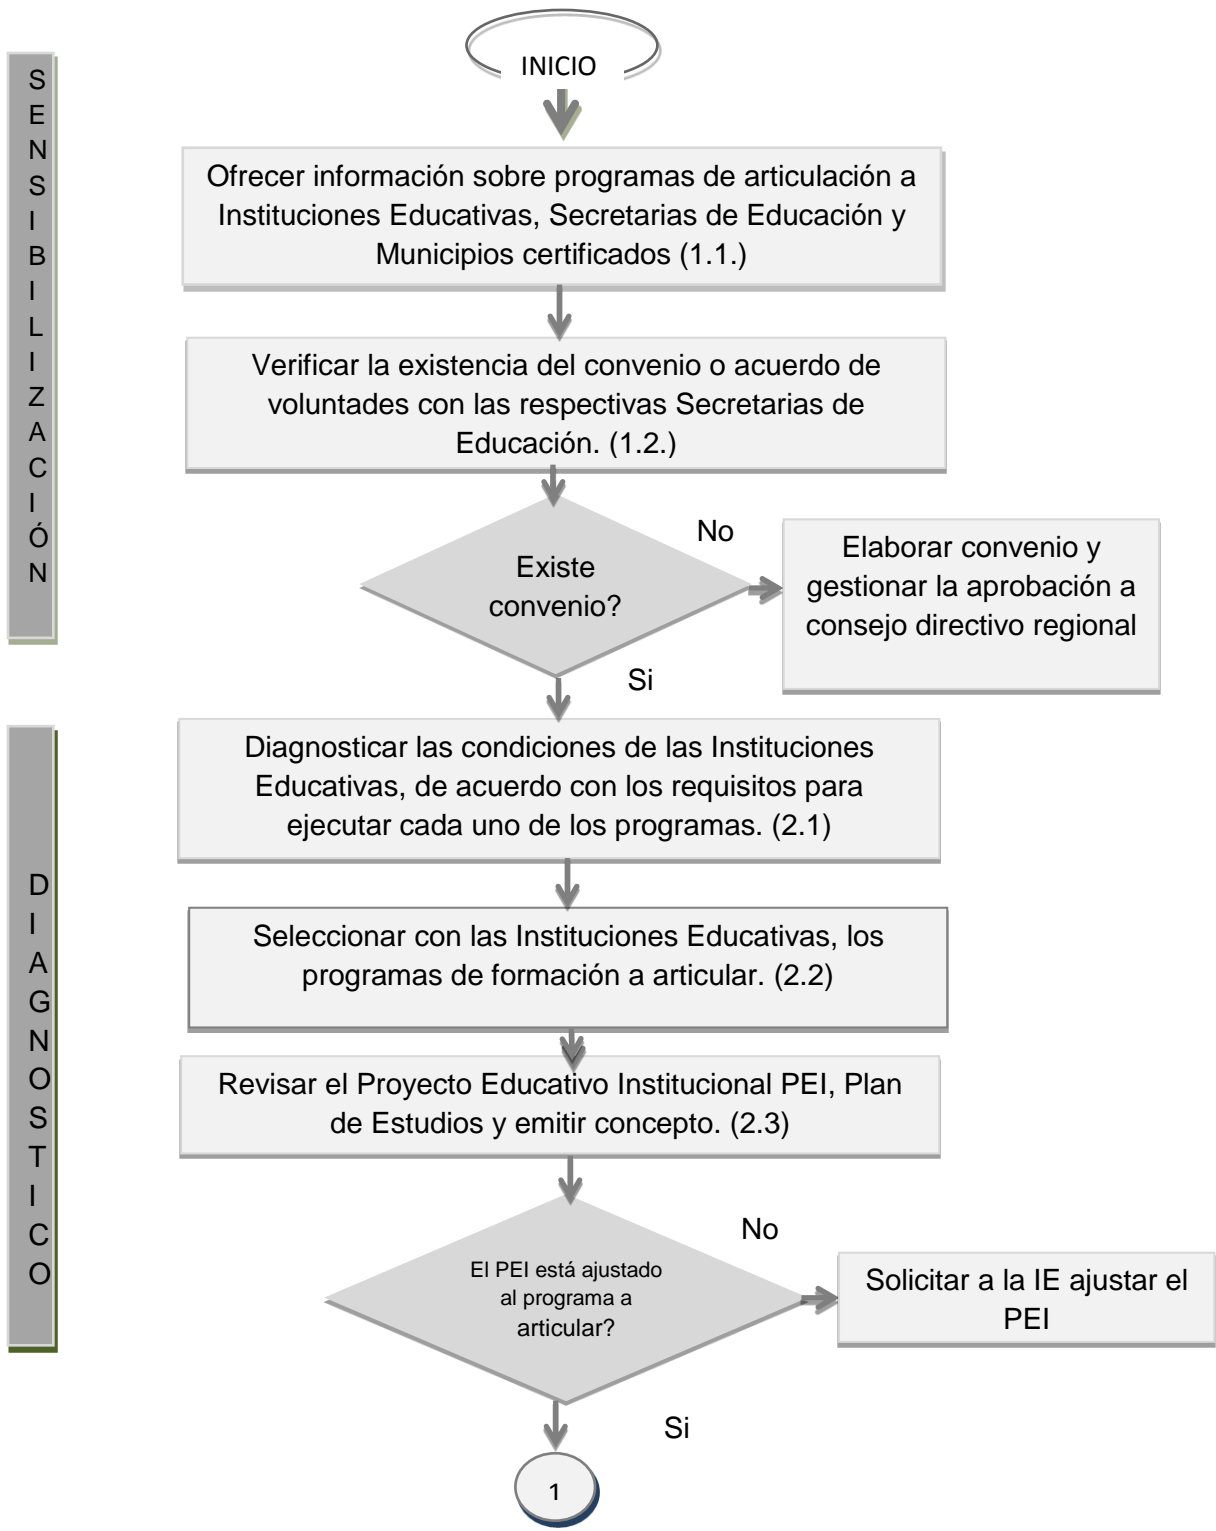 INICIO
S
E
N
S
I
B
I
L
I
Z
A
C
I
Ó
N
Ofrecer información sobre programas de articulación a
Instituciones Educativas, Secretarias de Educación y
Municipios certificados (1.1.)
Verificar la existencia del convenio o acuerdo de
voluntades con las respectivas Secretarias de
Educación. (1.2.)
Existe
convenio?
No
Elaborar convenio y
gestionar la aprobación a
consejo directivo regional
Si
D
I
A
G
N
O
S
T
I
C
O
Diagnosticar las condiciones de las Instituciones
Educativas, de acuerdo con los requisitos para
ejecutar cada uno de los programas. (2.1)
Seleccionar con las Instituciones Educativas, los
programas de formación a articular. (2.2)
Revisar el Proyecto Educativo Institucional PEI, Plan
de Estudios y emitir concepto. (2.3)
El PEI está ajustado
al programa a
articular?
No
Solicitar a la IE ajustar el
PEI
Si
1